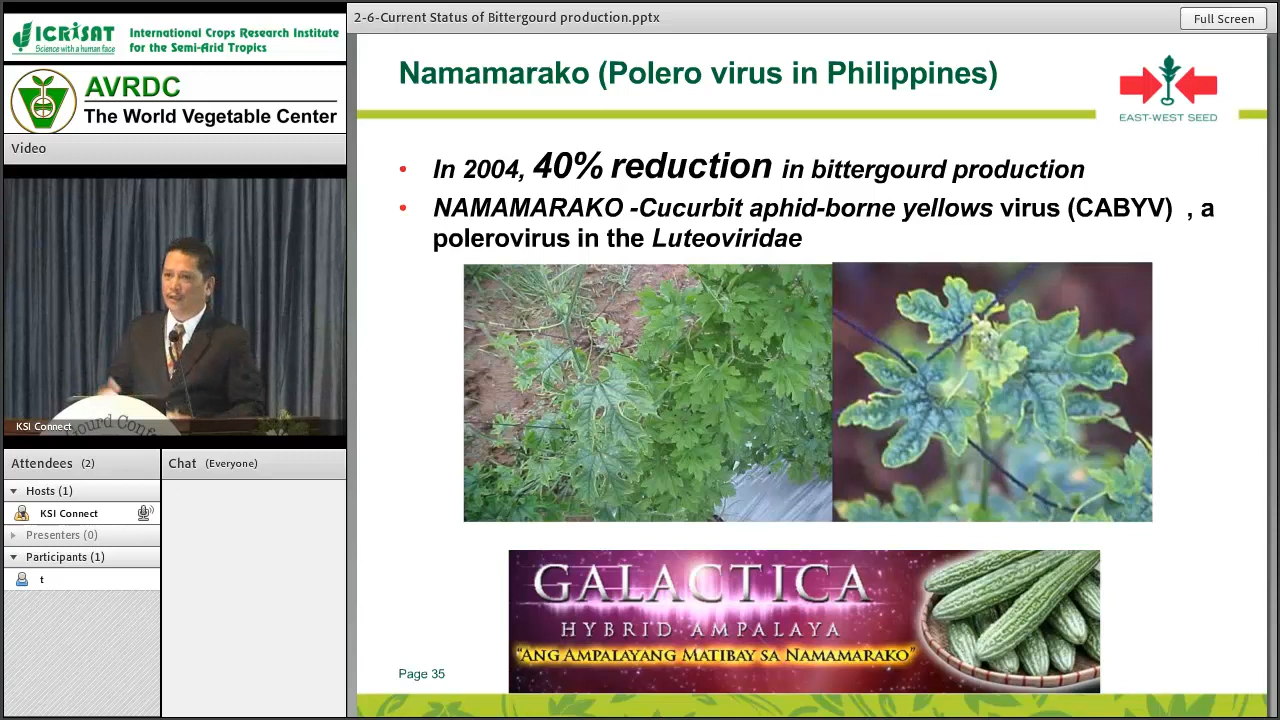 2-6-Current Status of Bittergourd production.pptx
Full Screen
ICRISAT
Science with a human face
International Crops Research Institute
for the Semi-Arid Tropics
AVRDC
The World Vegetable Center
Video
KSI Connect
Gourd Conf
Attendees (2)
Hosts (1)
KSI Connect
Presenters (0)
Participants (1)
t
Chat (Everyone)
Namamarako (Polero virus in Philippines)
EAST-WEST SEED
• In 2004, 40% reduction in bittergourd production
• NAMAMARAKO -Cucurbit aphid-borne yellows virus (CABYV) , a
polerovirus in the Luteoviridae
GALACTICA
HYBRID AMPALAYA
"ANG AMPALAYANG MATIBAY SA NAMAMARAKO"
Page 35